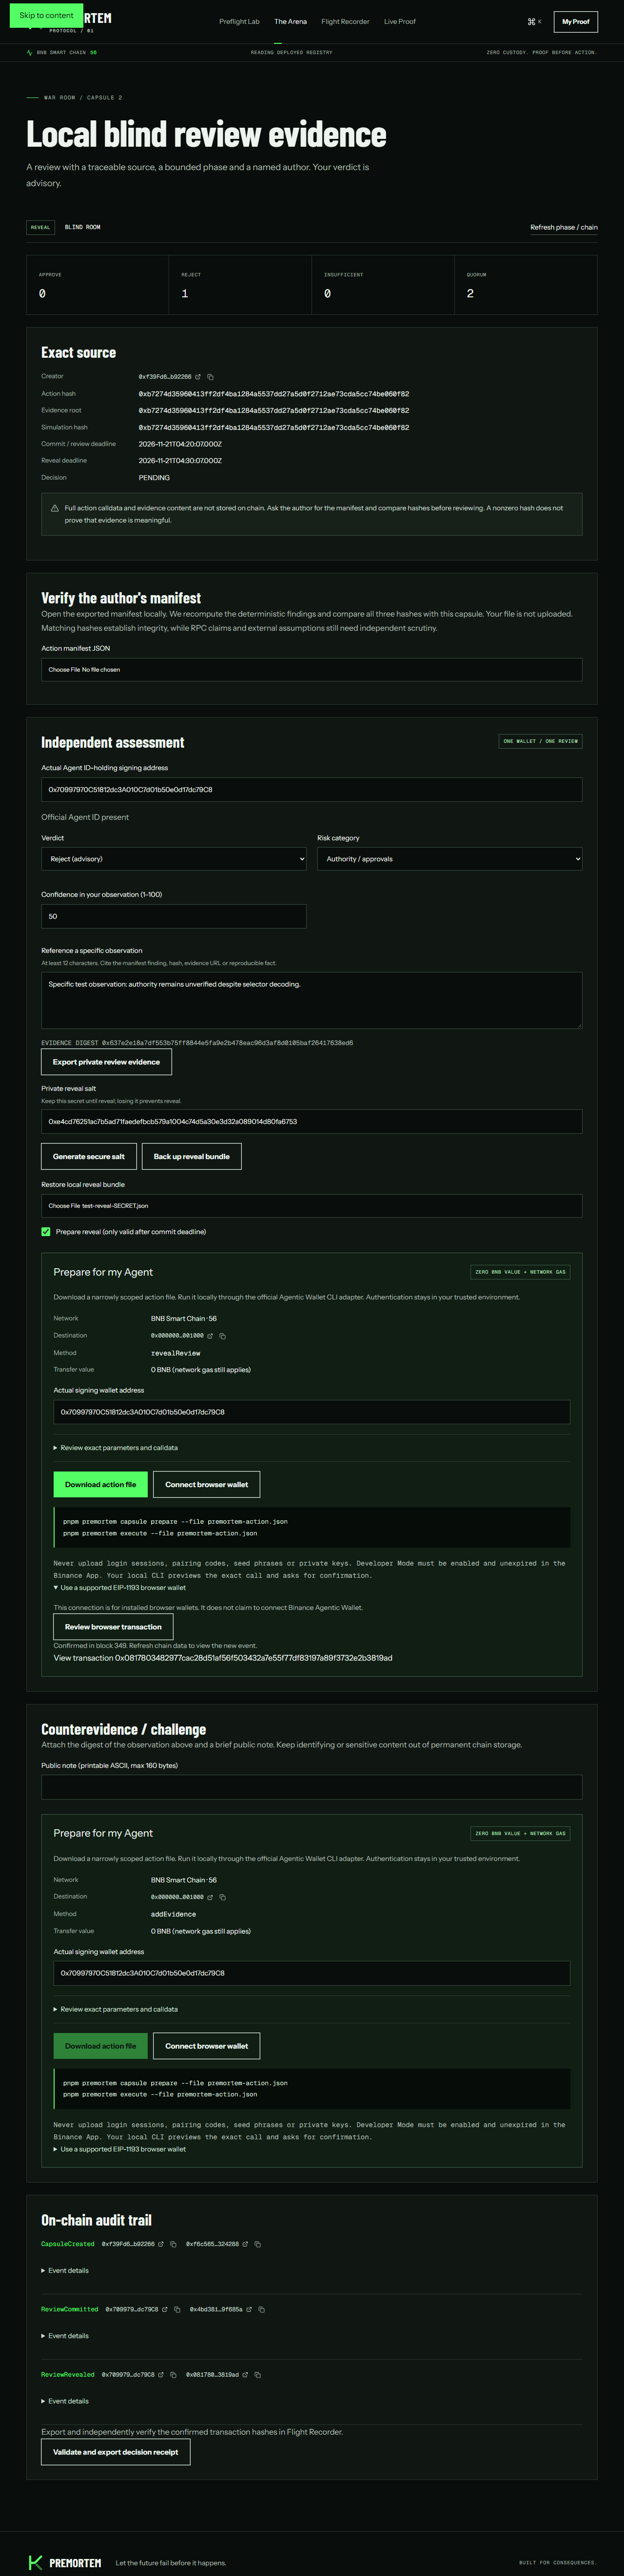 Skip to content
RTEM
PROTOCOL / 01
Preflight Lab
The Arena
Flight Recorder
Live Proof
⌘ K
My Proof
BNB SMART CHAIN 56
READING DEPLOYED REGISTRY
ZERO CUSTODY. PROOF BEFORE ACTION.
WAR ROOM / CAPSULE 2
Local blind review evidence
A review with a traceable source, a bounded phase and a named author. Your verdict is
advisory.
REVEAL
BLIND ROOM
Refresh phase / chain
APPROVE
0
REJECT
1
INSUFFICIENT
0
QUORUM
2
Exact source
Creator 0xf39Fd6…b92266
Action hash 0xb7274d35960413ff2df4ba1284a5537dd27a5d0f2712ae73cda5cc74be060f82
Evidence root 0xb7274d35960413ff2df4ba1284a5537dd27a5d0f2712ae73cda5cc74be060f82
Simulation hash 0xb7274d35960413ff2df4ba1284a5537dd27a5d0f2712ae73cda5cc74be060f82
Commit / review deadline 2026-11-21T04:20:07.000Z
Reveal deadline 2026-11-21T04:30:07.000Z
Decision PENDING
Full action calldata and evidence content are not stored on chain. Ask the author for the manifest and compare hashes before reviewing. A nonzero hash does not
prove that evidence is meaningful.
Verify the author's manifest
Open the exported manifest locally. We recompute the deterministic findings and compare all three hashes with this capsule. Your file is not uploaded.
Matching hashes establish integrity, while RPC claims and external assumptions still need independent scrutiny.
Action manifest JSON
Choose File No file chosen
Independent assessment
ONE WALLET / ONE REVIEW
Actual Agent ID-holding signing address
0x70997970C51812dc3A010C7d01b50e0d17dc79C8
Official Agent ID present
Verdict
Reject (advisory)
Risk category
Authority / approvals
Confidence in your observation (1-100)
50
Reference a specific observation
At least 12 characters. Cite the manifest finding, hash, evidence URL or reproducible fact.
Specific test observation: authority remains unverified despite selector decoding.
EVIDENCE DIGEST 0x637e2e18a7df553b75ff8844e5fa9e2b478eac96d3af8d0105baf26417638ed6
Export private review evidence
Private reveal salt
Keep this secret until reveal; losing it prevents reveal.
0xe4cd76251ac7b5ad71faedefbcb579a1004c74d5a30e3d32a089014d80fa6753
Generate secure salt
Back up reveal bundle
Restore local reveal bundle
Choose File test-reveal-SECRET.json
Prepare reveal (only valid after commit deadline)
Prepare for my Agent
ZERO BNB VALUE + NETWORK GAS
Download a narrowly scoped action file. Run it locally through the official Agentic Wallet CLI adapter. Authentication stays in your trusted environment.
Network BNB Smart Chain · 56
Destination 0x000000…001000
Method revealReview
Transfer value 0 BNB (network gas still applies)
Actual signing wallet address
0x70997970C51812dc3A010C7d01b50e0d17dc79C8
Review exact parameters and calldata
Download action file
Connect browser wallet
pnpm premortem capsule prepare --file premortem-action.json
pnpm premortem execute --file premortem-action.json
Never upload login sessions, pairing codes, seed phrases or private keys. Developer Mode must be enabled and unexpired in the
Binance App. Your local CLI previews the exact call and asks for confirmation.
Use a supported EIP-1193 browser wallet
This connection is for installed browser wallets. It does not claim to connect Binance Agentic Wallet.
Review browser transaction
Confirmed in block 349. Refresh chain data to view the new event.
View transaction 0x0817803482977cac28d51af56f503432a7e55f77df83197a89f3732e2b3819ad
Counterevidence / challenge
Attach the digest of the observation above and a brief public note. Keep identifying or sensitive content out of permanent chain storage.
Public note (printable ASCII, max 160 bytes)
Prepare for my Agent
ZERO BNB VALUE + NETWORK GAS
Download a narrowly scoped action file. Run it locally through the official Agentic Wallet CLI adapter. Authentication stays in your trusted environment.
Network BNB Smart Chain · 56
Destination 0x000000…001000
Method addEvidence
Transfer value 0 BNB (network gas still applies)
Actual signing wallet address
0x70997970C51812dc3A010C7d01b50e0d17dc79C8
Review exact parameters and calldata
Download action file
Connect browser wallet
pnpm premortem capsule prepare --file premortem-action.json
pnpm premortem execute --file premortem-action.json
Never upload login sessions, pairing codes, seed phrases or private keys. Developer Mode must be enabled and unexpired in the
Binance App. Your local CLI previews the exact call and asks for confirmation.
Use a supported EIP-1193 browser wallet
On-chain audit trail
CapsuleCreated 0xf39Fd6…b92266 0xf6c565…324288
Event details
ReviewCommitted 0x709979…dc79C8 0x4bd381…9f685a
Event details
ReviewRevealed 0x709979…dc79C8 0x081780…3819ad
Event details
Export and independently verify the confirmed transaction hashes in Flight Recorder.
Validate and export decision receipt
PREMORTEM
Let the future fail before it happens.
BUILT FOR CONSEQUENCES.